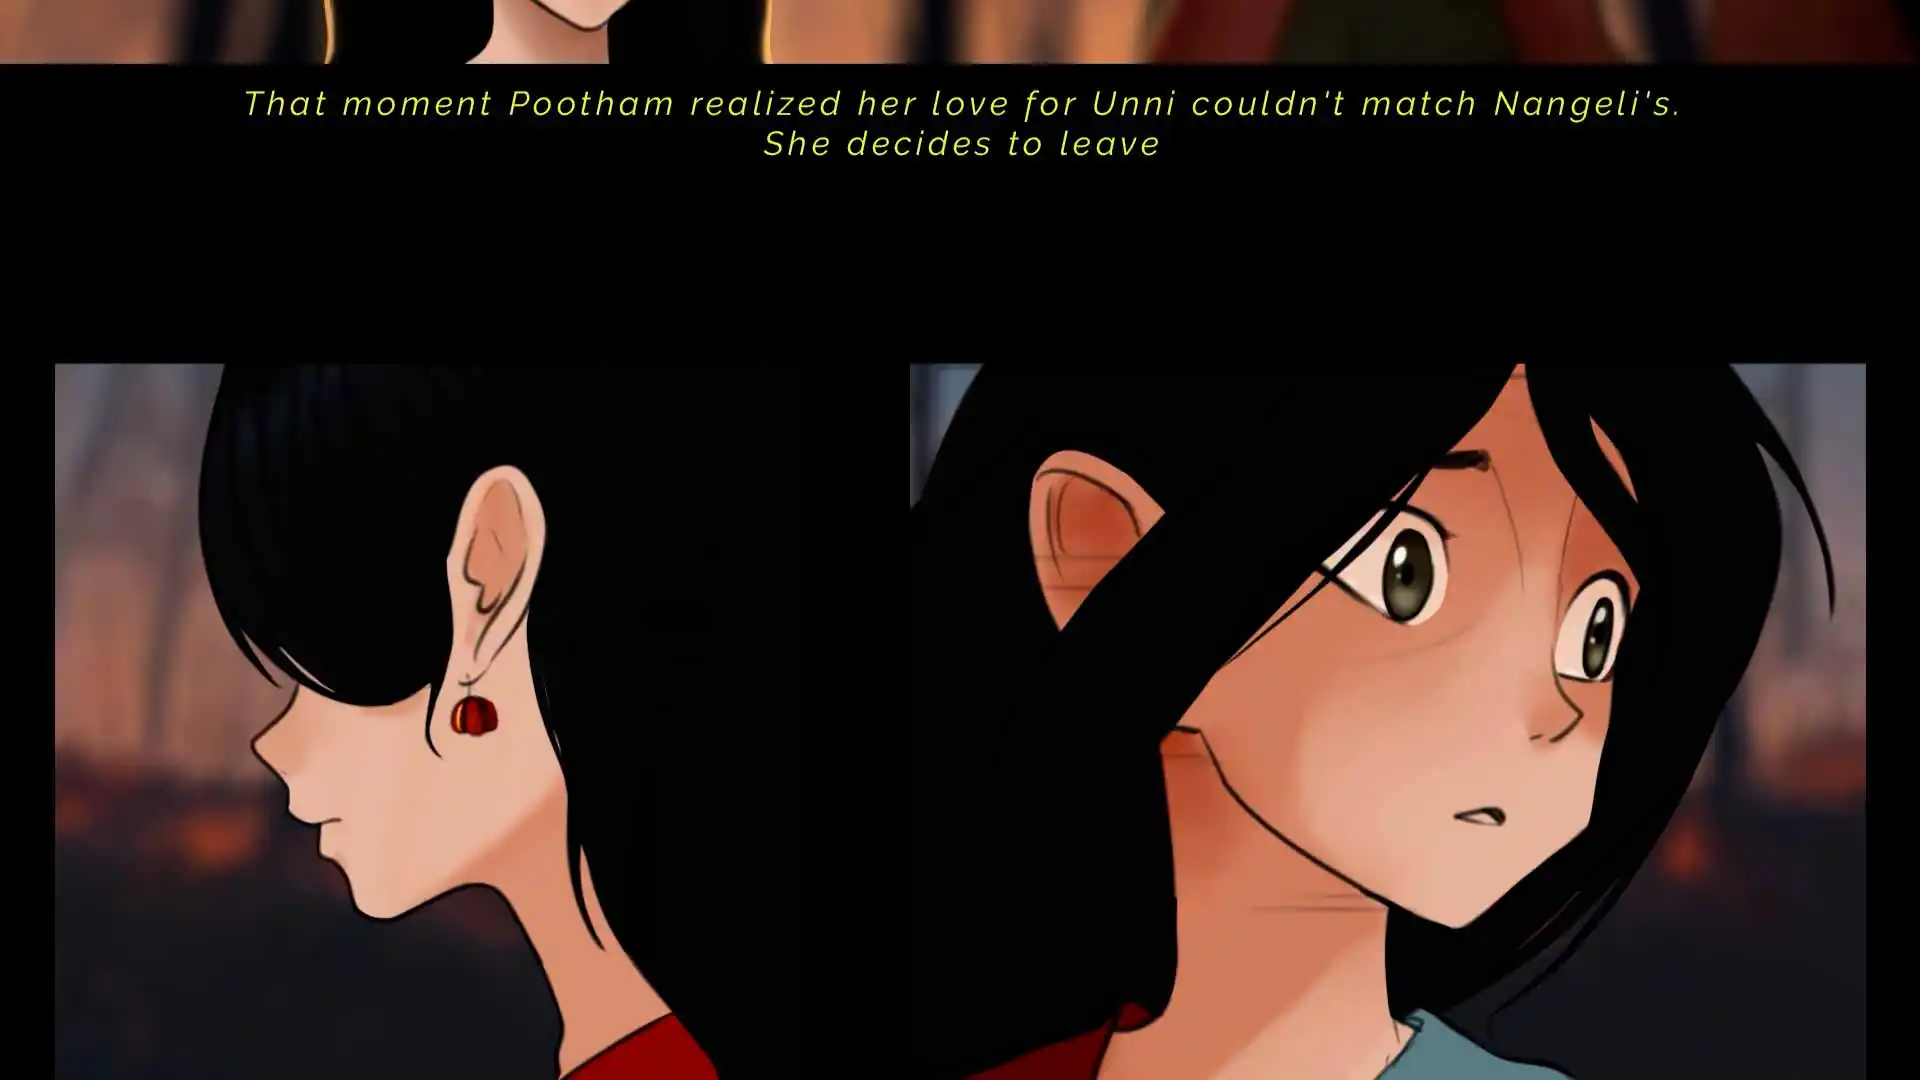 That moment Pootham realized her love for Unni couldn't match Nangeli's.
She decides to leave